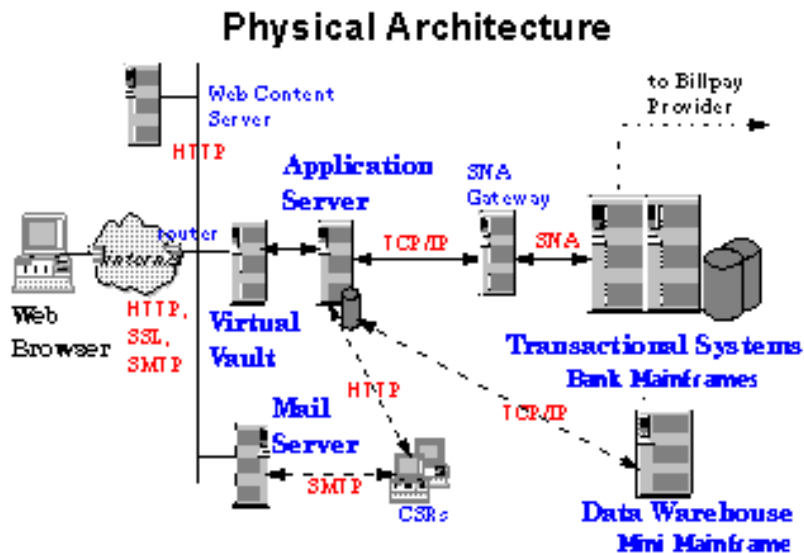 Physical Architecture
to Billpay
Provider
Web Content
Server
HTTP
Application
Server
SNA
Gateway
router
Internet
TCP/IP
SNA
Web
Browser
HTTP,
SSL,
SMTP
Virtual
Vault
Transactional Systems
Bank Mainframes
HTTP
Mail
Server
TCP/IP
SMTP
CSRs
Data Warehouse
Mini Mainframe